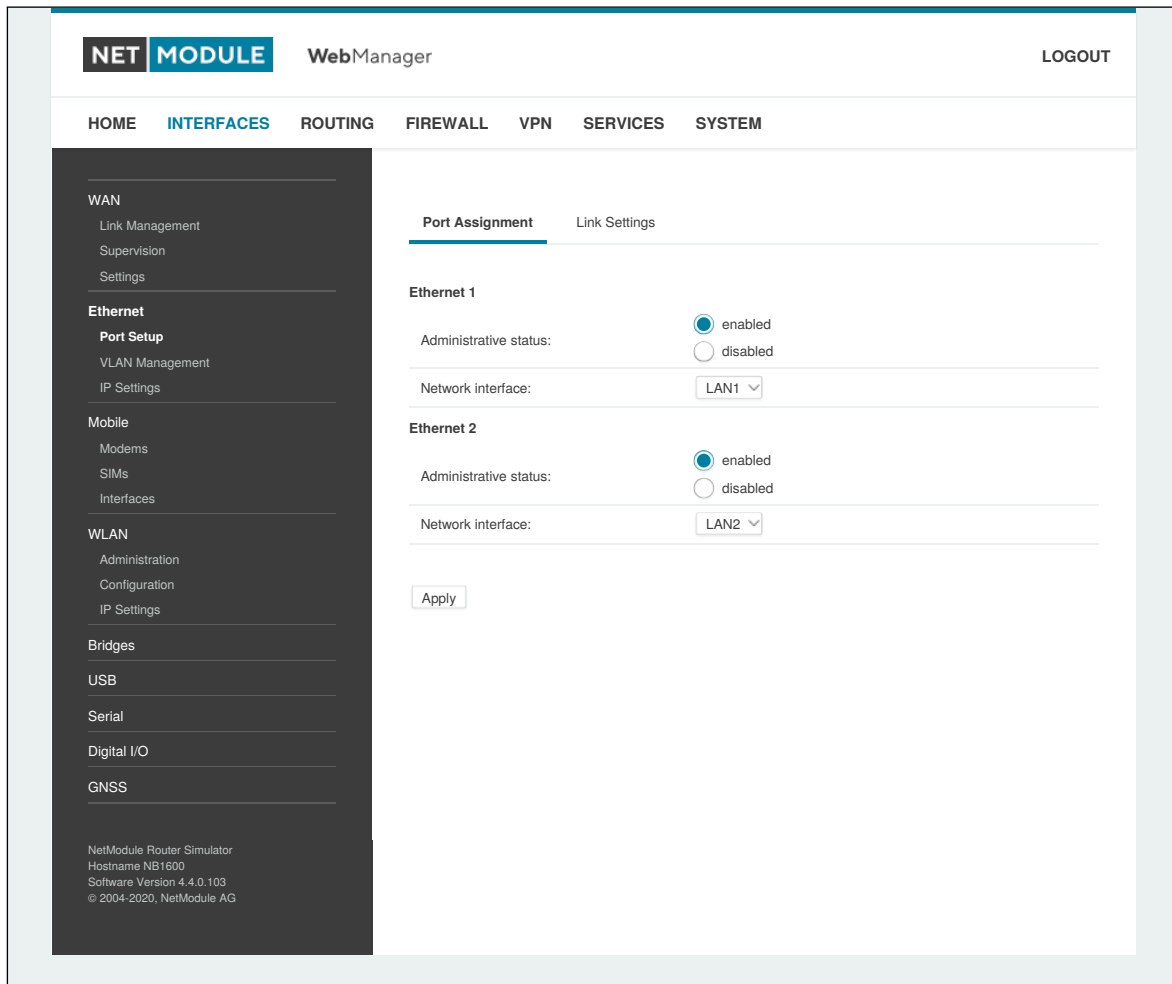 NET MODULE WebManager LOGOUT
HOME INTERFACES ROUTING FIREWALL VPN SERVICES SYSTEM
WAN
Link Management
Supervision
Settings
Ethernet
Port Setup
VLAN Management
IP Settings
Mobile
Modems
SIMs
Interfaces
WLAN
Administration
Configuration
IP Settings
Bridges
USB
Serial
Digital I/O
GNSS
NetModule Router Simulator
Hostname NB1600
Software Version 4.4.0.103
© 2004-2020, NetModule AG
Port Assignment Link Settings
Ethernet 1
Administrative status:
enabled
disabled
Network interface: LAN1
Ethernet 2
Administrative status:
enabled
disabled
Network interface: LAN2
Apply